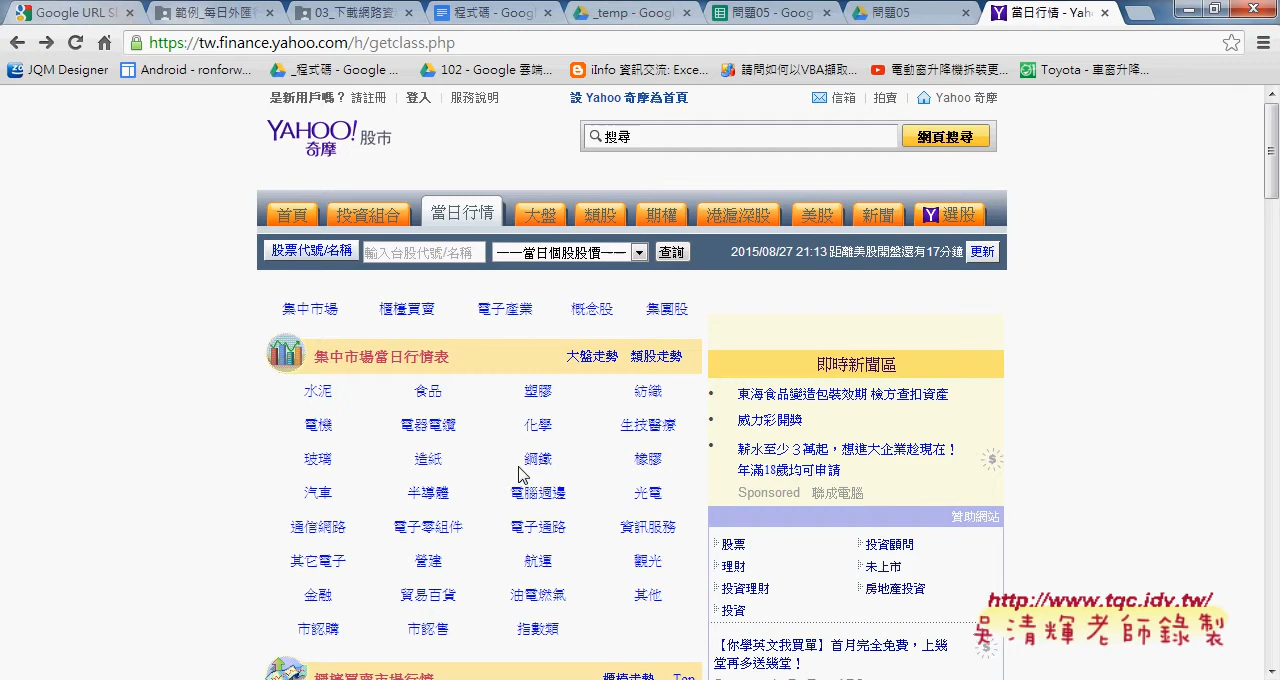 Google URL Sh
範例_每日外匯
03_下載網路資
程式碼 - Googl
_temp - Googl
問題05 - Goog
問題05
當日行情 - Yah
https://tw.finance.yahoo.com/h/getclass.php
JQM Designer
Android - ronforw...
_程式碼 - Google ...
102 - Google 雲端...
iInfo 資訊交流: Exce...
請問如何以VBA擷取...
電動窗升降機拆裝更...
Toyota - 車窗升降...
是新用戶嗎？ 請註冊 登入 服務說明
設 Yahoo 奇摩為首頁
信箱 拍賣 Yahoo 奇摩
YAHOO! 奇摩 股市
搜尋 網頁搜尋
首頁 投資組合 當日行情 大盤 類股 期權 港滬深股 美股 新聞 選股
股票代號/名稱 輸入台股代號/名稱 ——當日個股股價—— 查詢 2015/08/27 21:13 距離美股開盤還有17分鐘 更新
集中市場 櫃檯買賣 電子產業 概念股 集團股
集中市場當日行情表 大盤走勢 類股走勢
水泥 食品 塑膠 紡織
電機 電器電纜 化學 生技醫療
玻璃 造紙 鋼鐵 橡膠
汽車 半導體 電腦週邊 光電
通信網路 電子零組件 電子通路 資訊服務
其它電子 營建 航運 觀光
金融 貿易百貨 油電燃氣 其他
市認購 市認售 指數類
櫃檯買賣市場行情 櫃檯走勢 Top
即時新聞區
東海食品變造包裝效期 檢方查扣資產
威力彩開獎
薪水至少３萬起，想進大企業趁現在！
年滿18歲均可申請
Sponsored 聯成電腦
贊助網站
股票 投資顧問
理財 未上市
投資理財 房地產投資
投資
【你學英文我買單】首月完全免費，上幾
堂再多送幾堂！
http://www.tqc.idv.tw/
吳清輝老師錄製